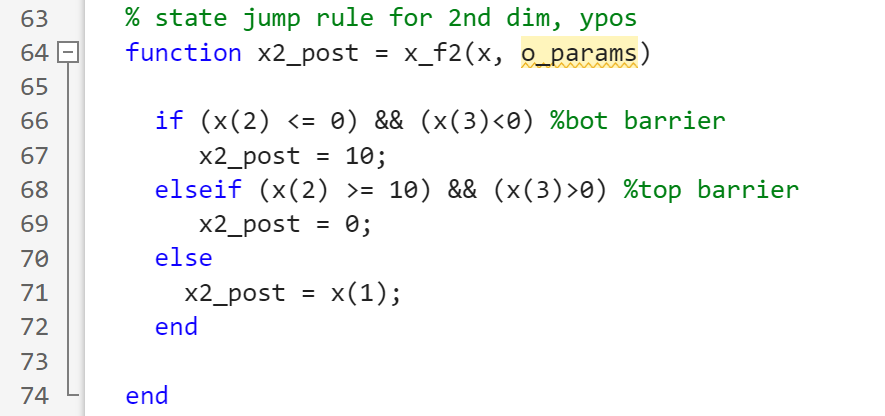 63 % state jump rule for 2nd dim, ypos
64 function x2_post = x_f2(x, o_params)
65
66 if (x(2) <= 0) && (x(3)<0) %bot barrier
67 x2_post = 10;
68 elseif (x(2) >= 10) && (x(3)>0) %top barrier
69 x2_post = 0;
70 else
71 x2_post = x(1);
72 end
73
74 end